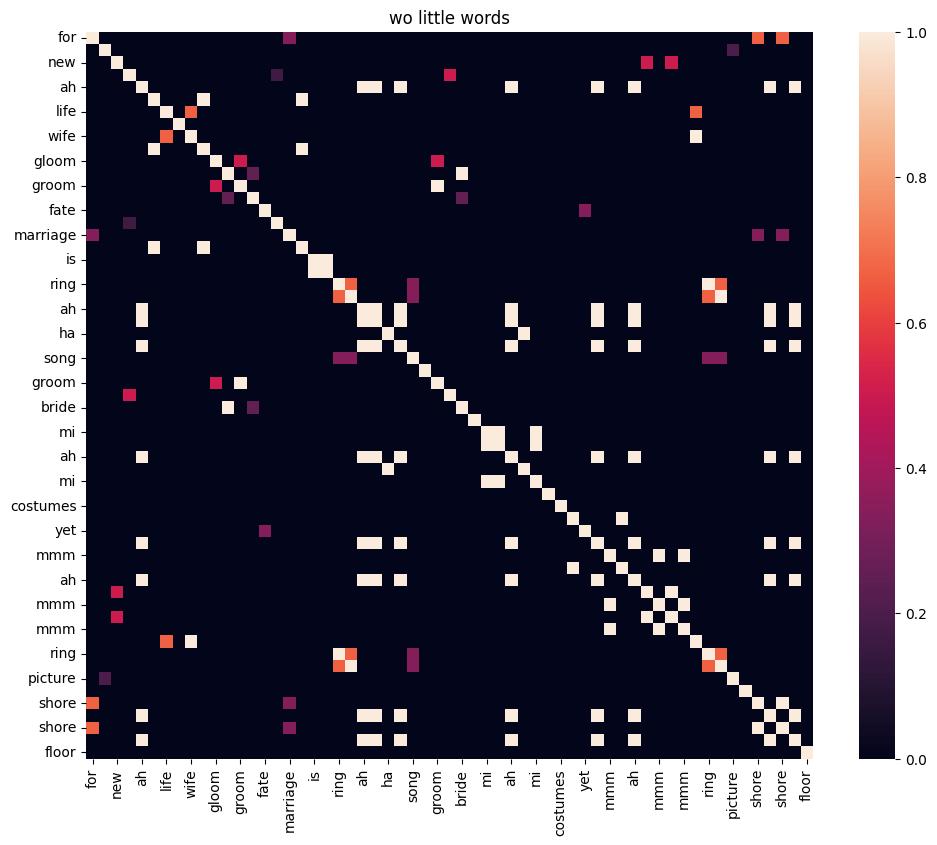 wo little words
for
new
ah
life
wife
gloom
groom
fate
marriage
is
ring
ah
ha
song
groom
bride
mi
ah
mi
costumes
yet
mmm
ah
mmm
mmm
ring
picture
shore
shore
floor
1.0
0.8
0.6
0.4
0.2
0.0
for
new
ah
life
wife
gloom
groom
fate
marriage
is
ring
ah
ha
song
groom
bride
mi
ah
mi
costumes
yet
mmm
ah
mmm
mmm
ring
picture
shore
shore
floor